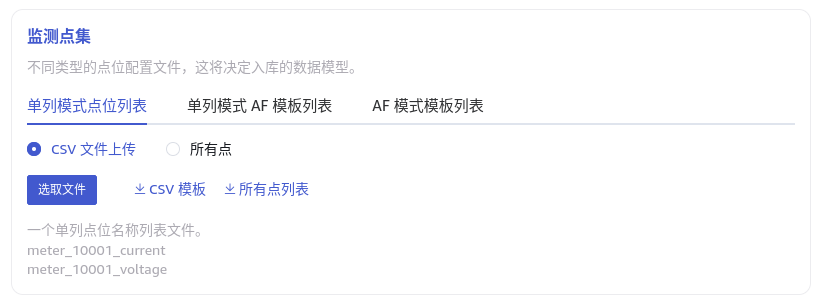 监测点集
不同类型的点位配置文件，这将决定入库的数据模型。
单列模式点位列表 单列模式 AF 模板列表 AF 模式模板列表
CSV 文件上传 所有点
选取文件 CSV 模板 所有点列表
一个单列点位名称列表文件。
meter_10001_current
meter_10001_voltage